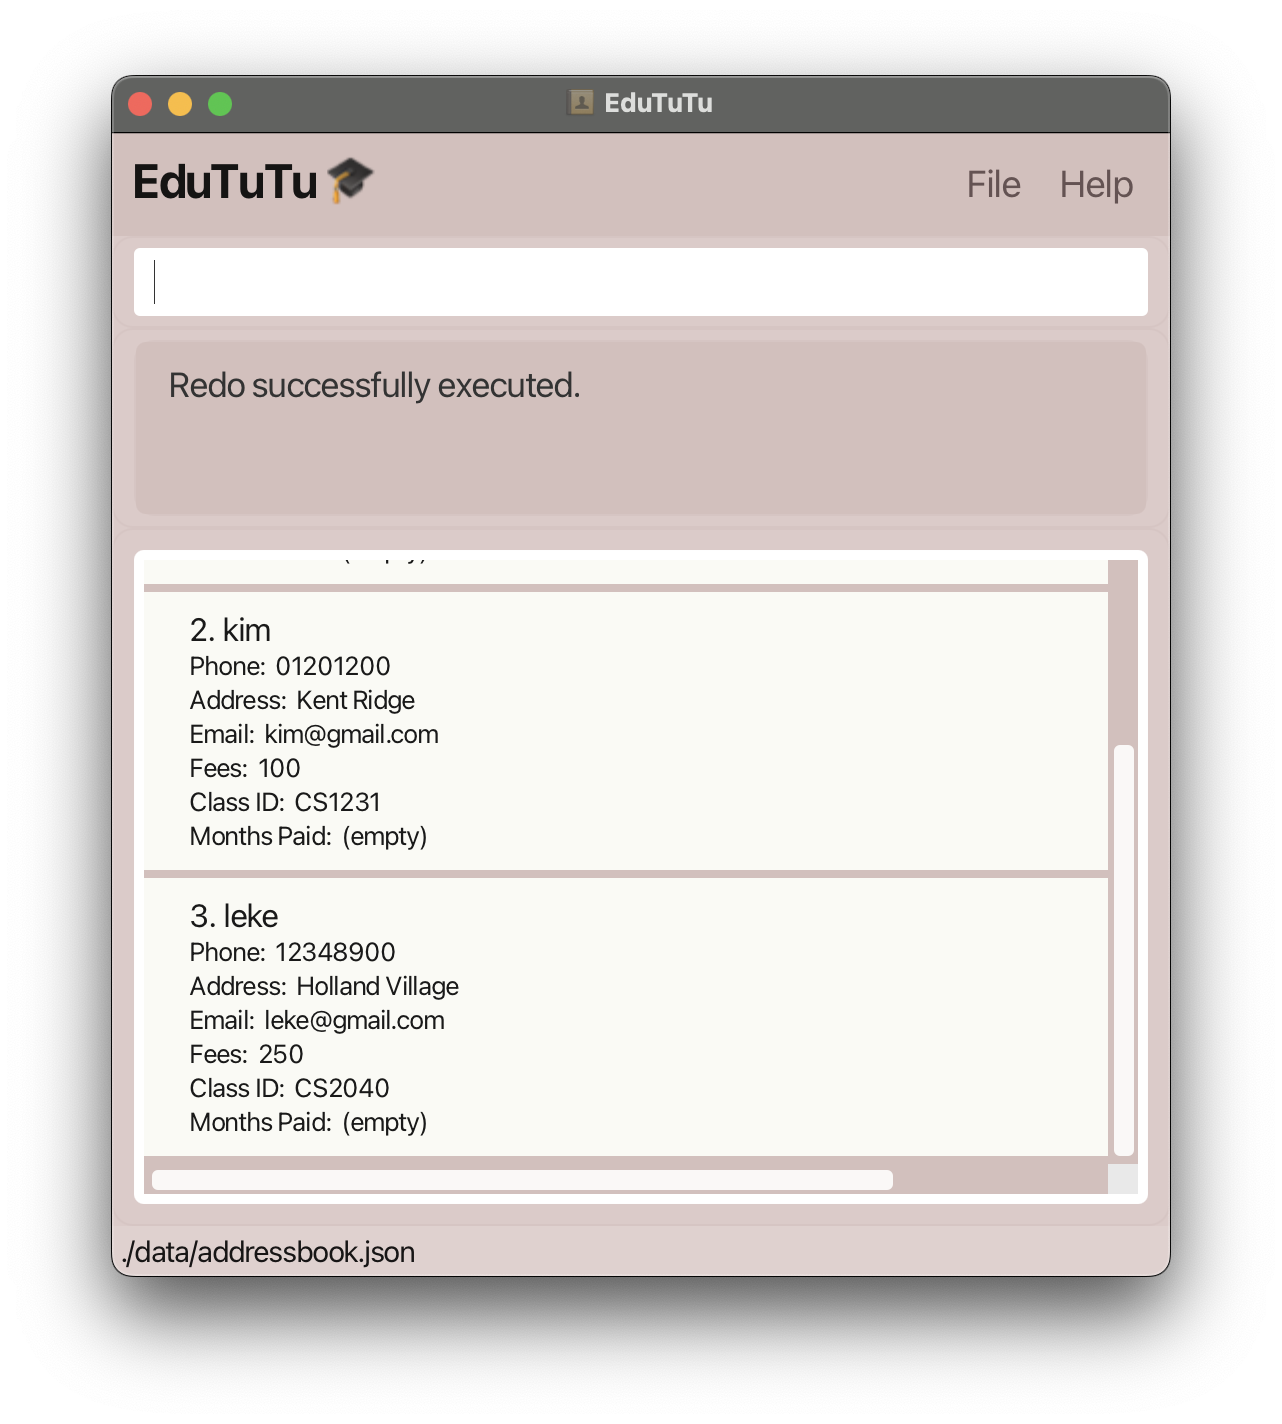 EduTuTu
EduTuTu
File Help
Redo successfully executed.
2. kim
Phone: 01201200
Address: Kent Ridge
Email: kim@gmail.com
Fees: 100
Class ID: CS1231
Months Paid: (empty)
3. leke
Phone: 12348900
Address: Holland Village
Email: leke@gmail.com
Fees: 250
Class ID: CS2040
Months Paid: (empty)
./data/addressbook.json